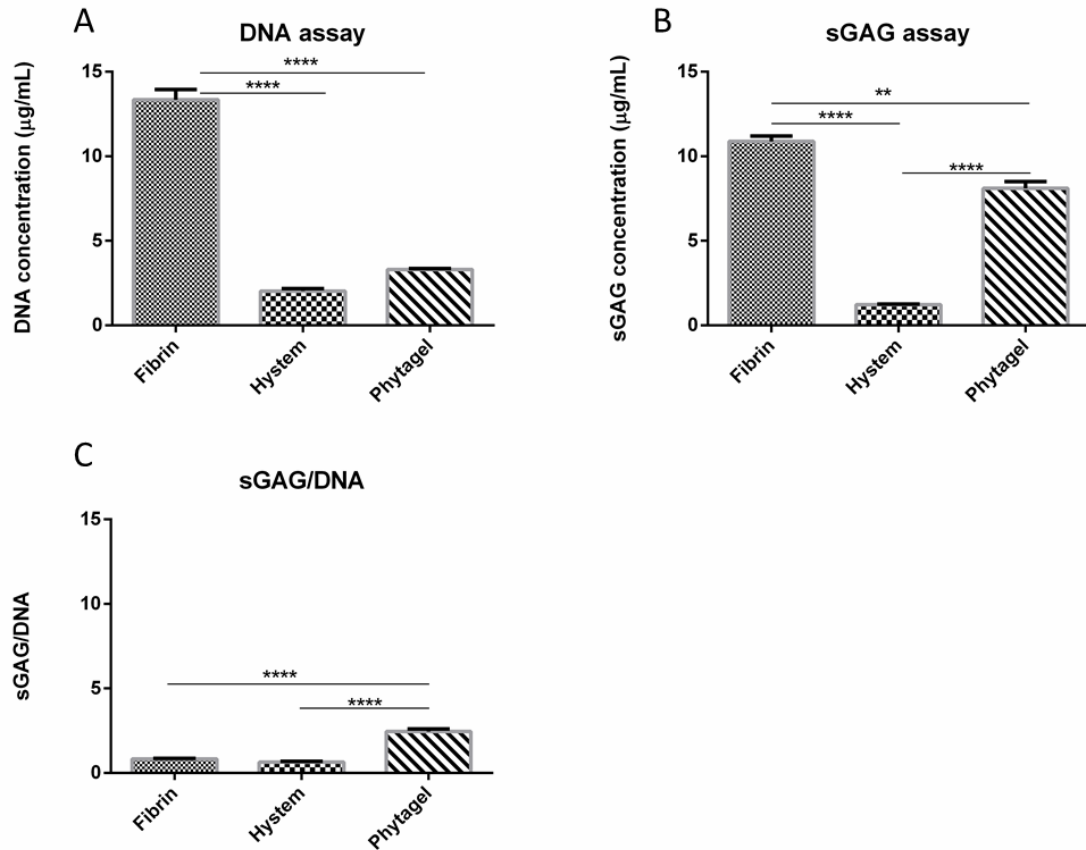 A
DNA assay
DNA concentration (µg/mL)
15
10
5
0
****
****
Fibrin
Hystem
Phytagel
B
sGAG assay
sGAG concentration (µg/mL)
15
10
5
0
**
****
****
Fibrin
Hystem
Phytagel
C
sGAG/DNA
sGAG/DNA
15
10
5
0
****
****
Fibrin
Hystem
Phytagel